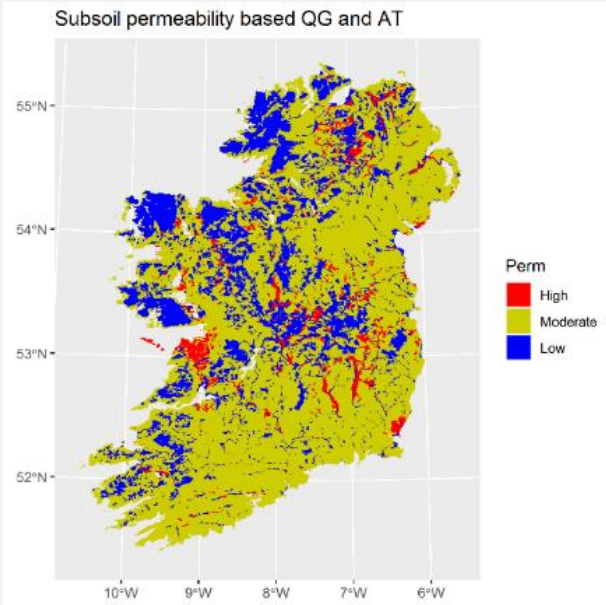 Subsoil permeability based QG and AT
55°N
54°N
53°N
52°N
10°W 9°W 8°W 7°W 6°W
Perm
High
Moderate
Low